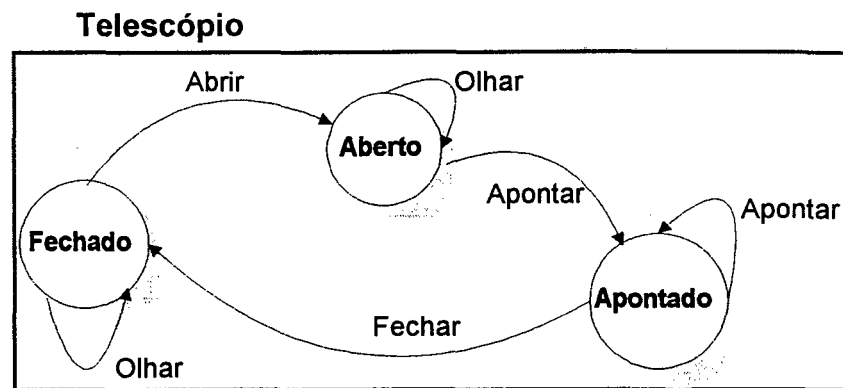 Telescópio
Abrir
Olhar
Aberto
Apontar
Apontar
Fechado
Apontado
Fechar
Olhar